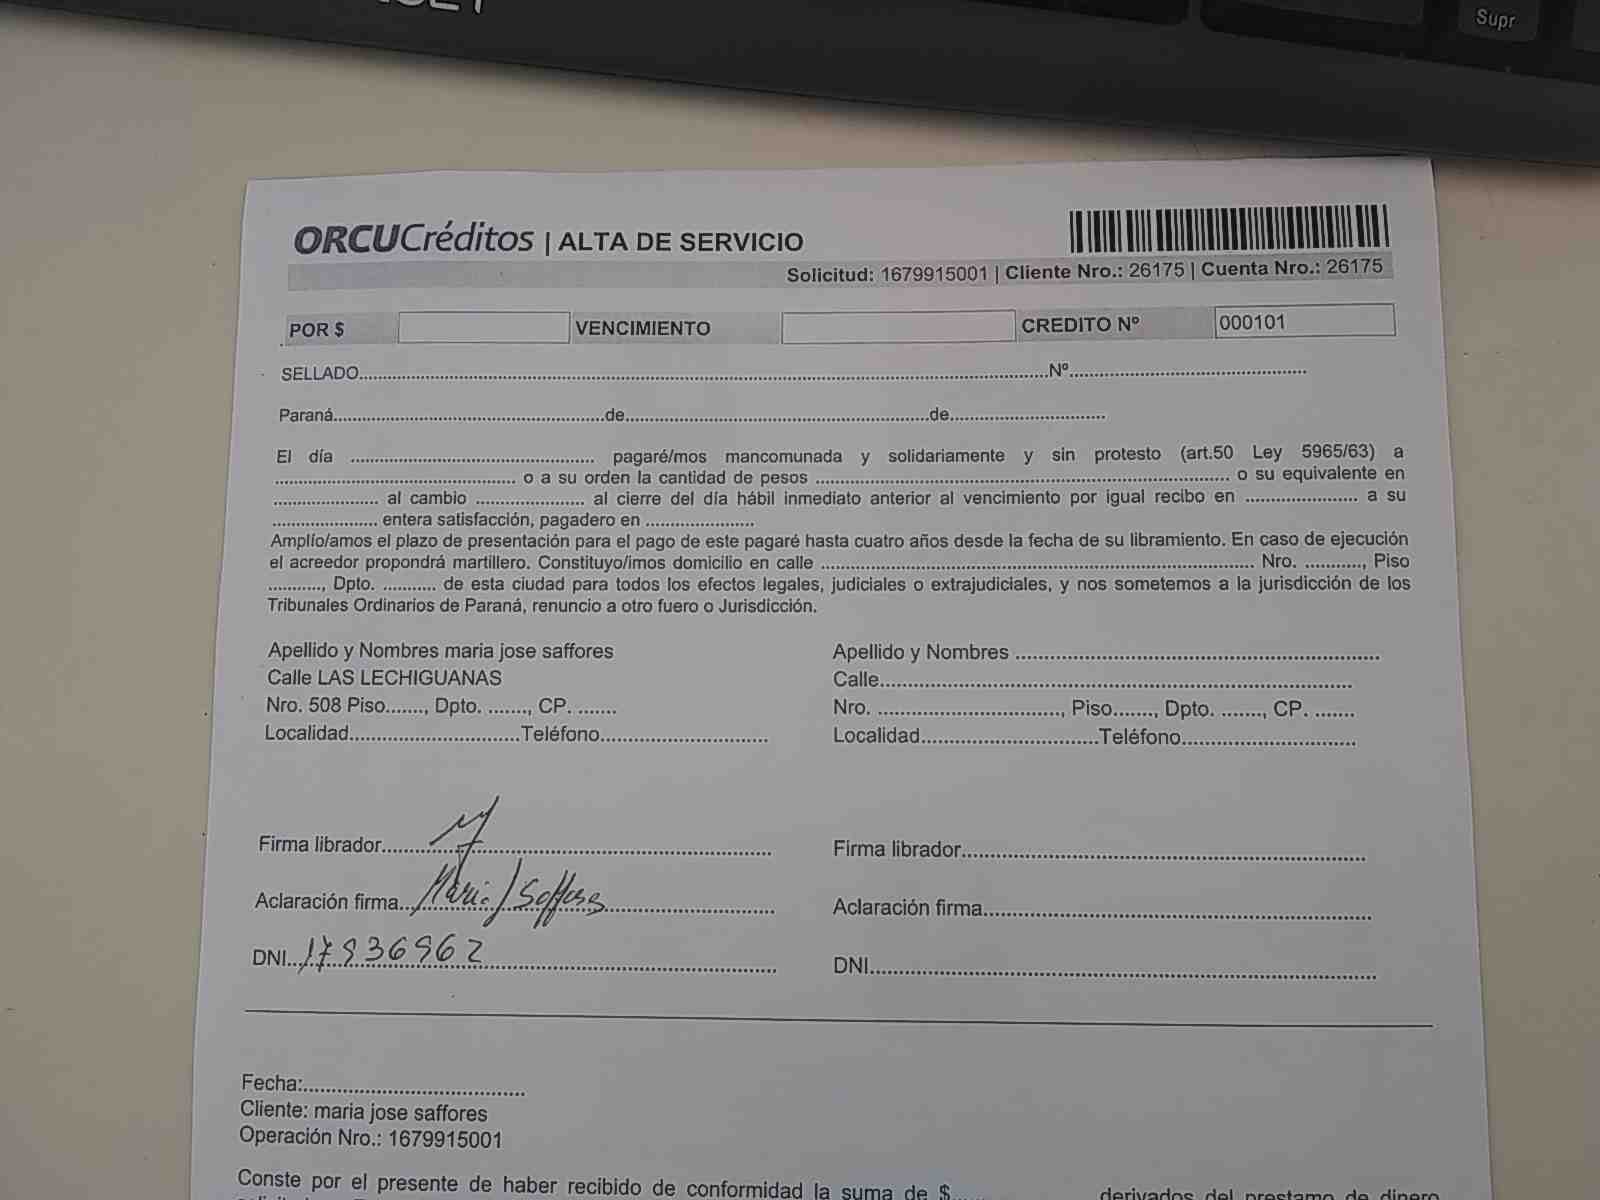 Supr
ORCUCréditos | ALTA DE SERVICIO
Solicitud: 1679915001 | Cliente Nro.: 26175 | Cuenta Nro.: 26175
POR $ VENCIMIENTO CREDITO Nº 000101
SELLADO....................Nº....................
Paraná....................de....................de....................
El día .................... pagaré/mos mancomunada y solidariamente y sin protesto (art.50 Ley 5965/63) a
.................... o a su orden la cantidad de pesos .................... o su equivalente en
.................... al cambio .................... al cierre del día hábil inmediato anterior al vencimiento por igual recibo en .................... a su
.................... entera satisfacción, pagadero en ....................
Amplío/amos el plazo de presentación para el pago de este pagaré hasta cuatro años desde la fecha de su libramiento. En caso de ejecución
el acreedor propondrá martillero. Constituyo/imos domicilio en calle .................... Nro. ..........., Piso
.........., Dpto. .......... de esta ciudad para todos los efectos legales, judiciales o extrajudiciales, y nos sometemos a la jurisdicción de los
Tribunales Ordinarios de Paraná, renuncio a otro fuero o Jurisdicción.
Apellido y Nombres maria jose saffores
Calle LAS LECHIGUANAS
Nro. 508 Piso......., Dpto. ......., CP. .......
Localidad....................Teléfono....................
Apellido y Nombres ....................
Calle....................
Nro. ...................., Piso......., Dpto. ......., CP. .......
Localidad....................Teléfono....................
Firma librador....................
Aclaración firma.. Maria J Saffores
DNI.. 17936962
Firma librador....................
Aclaración firma....................
DNI....................
Fecha:....................
Cliente: maria jose saffores
Operación Nro.: 1679915001
Conste por el presente de haber recibido de conformidad la suma de $.......... derivados del prestamo de dinero